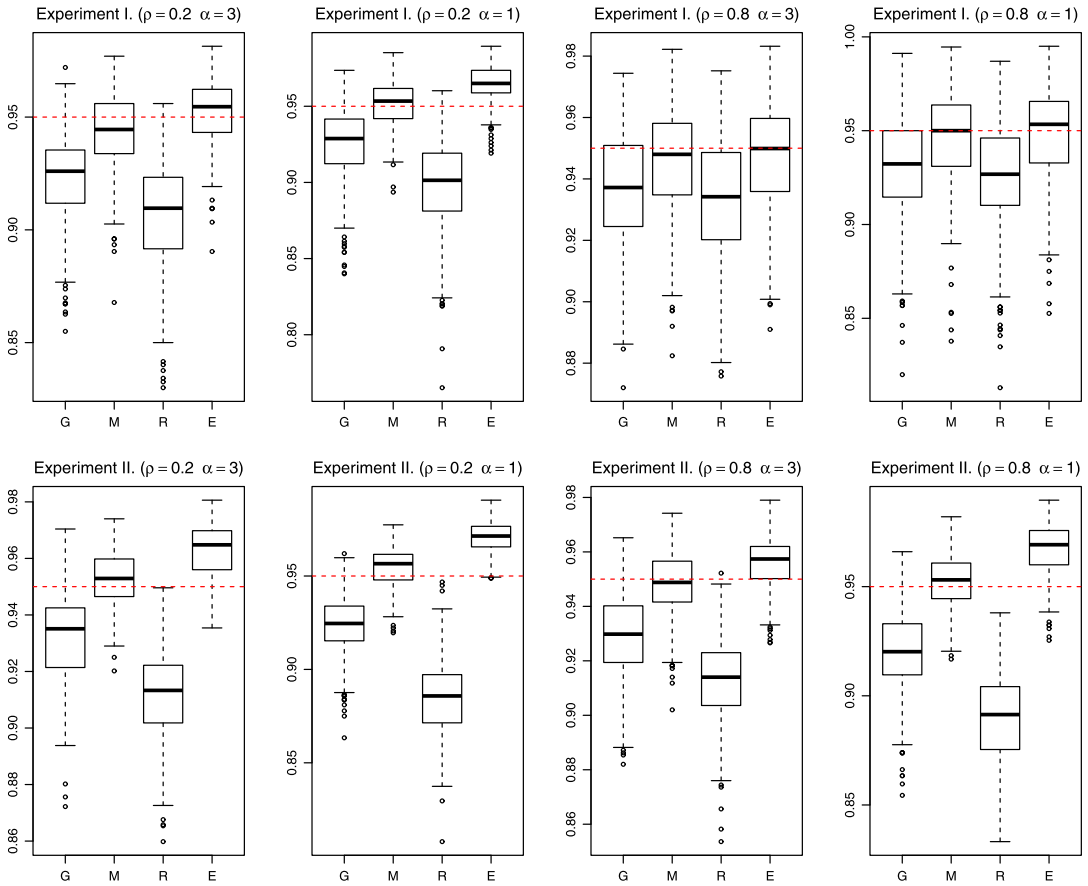 Experiment I. (ρ = 0.2 α = 3)
0.85 0.90 0.95
G M R E
Experiment I. (ρ = 0.2 α = 1)
0.80 0.85 0.90 0.95
G M R E
Experiment I. (ρ = 0.8 α = 3)
0.88 0.90 0.92 0.94 0.96 0.98
G M R E
Experiment I. (ρ = 0.8 α = 1)
0.85 0.90 0.95 1.00
G M R E
Experiment II. (ρ = 0.2 α = 3)
0.86 0.88 0.90 0.92 0.94 0.96 0.98
G M R E
Experiment II. (ρ = 0.2 α = 1)
0.85 0.90 0.95
G M R E
Experiment II. (ρ = 0.8 α = 3)
0.86 0.88 0.90 0.92 0.94 0.96 0.98
G M R E
Experiment II. (ρ = 0.8 α = 1)
0.85 0.90 0.95
G M R E